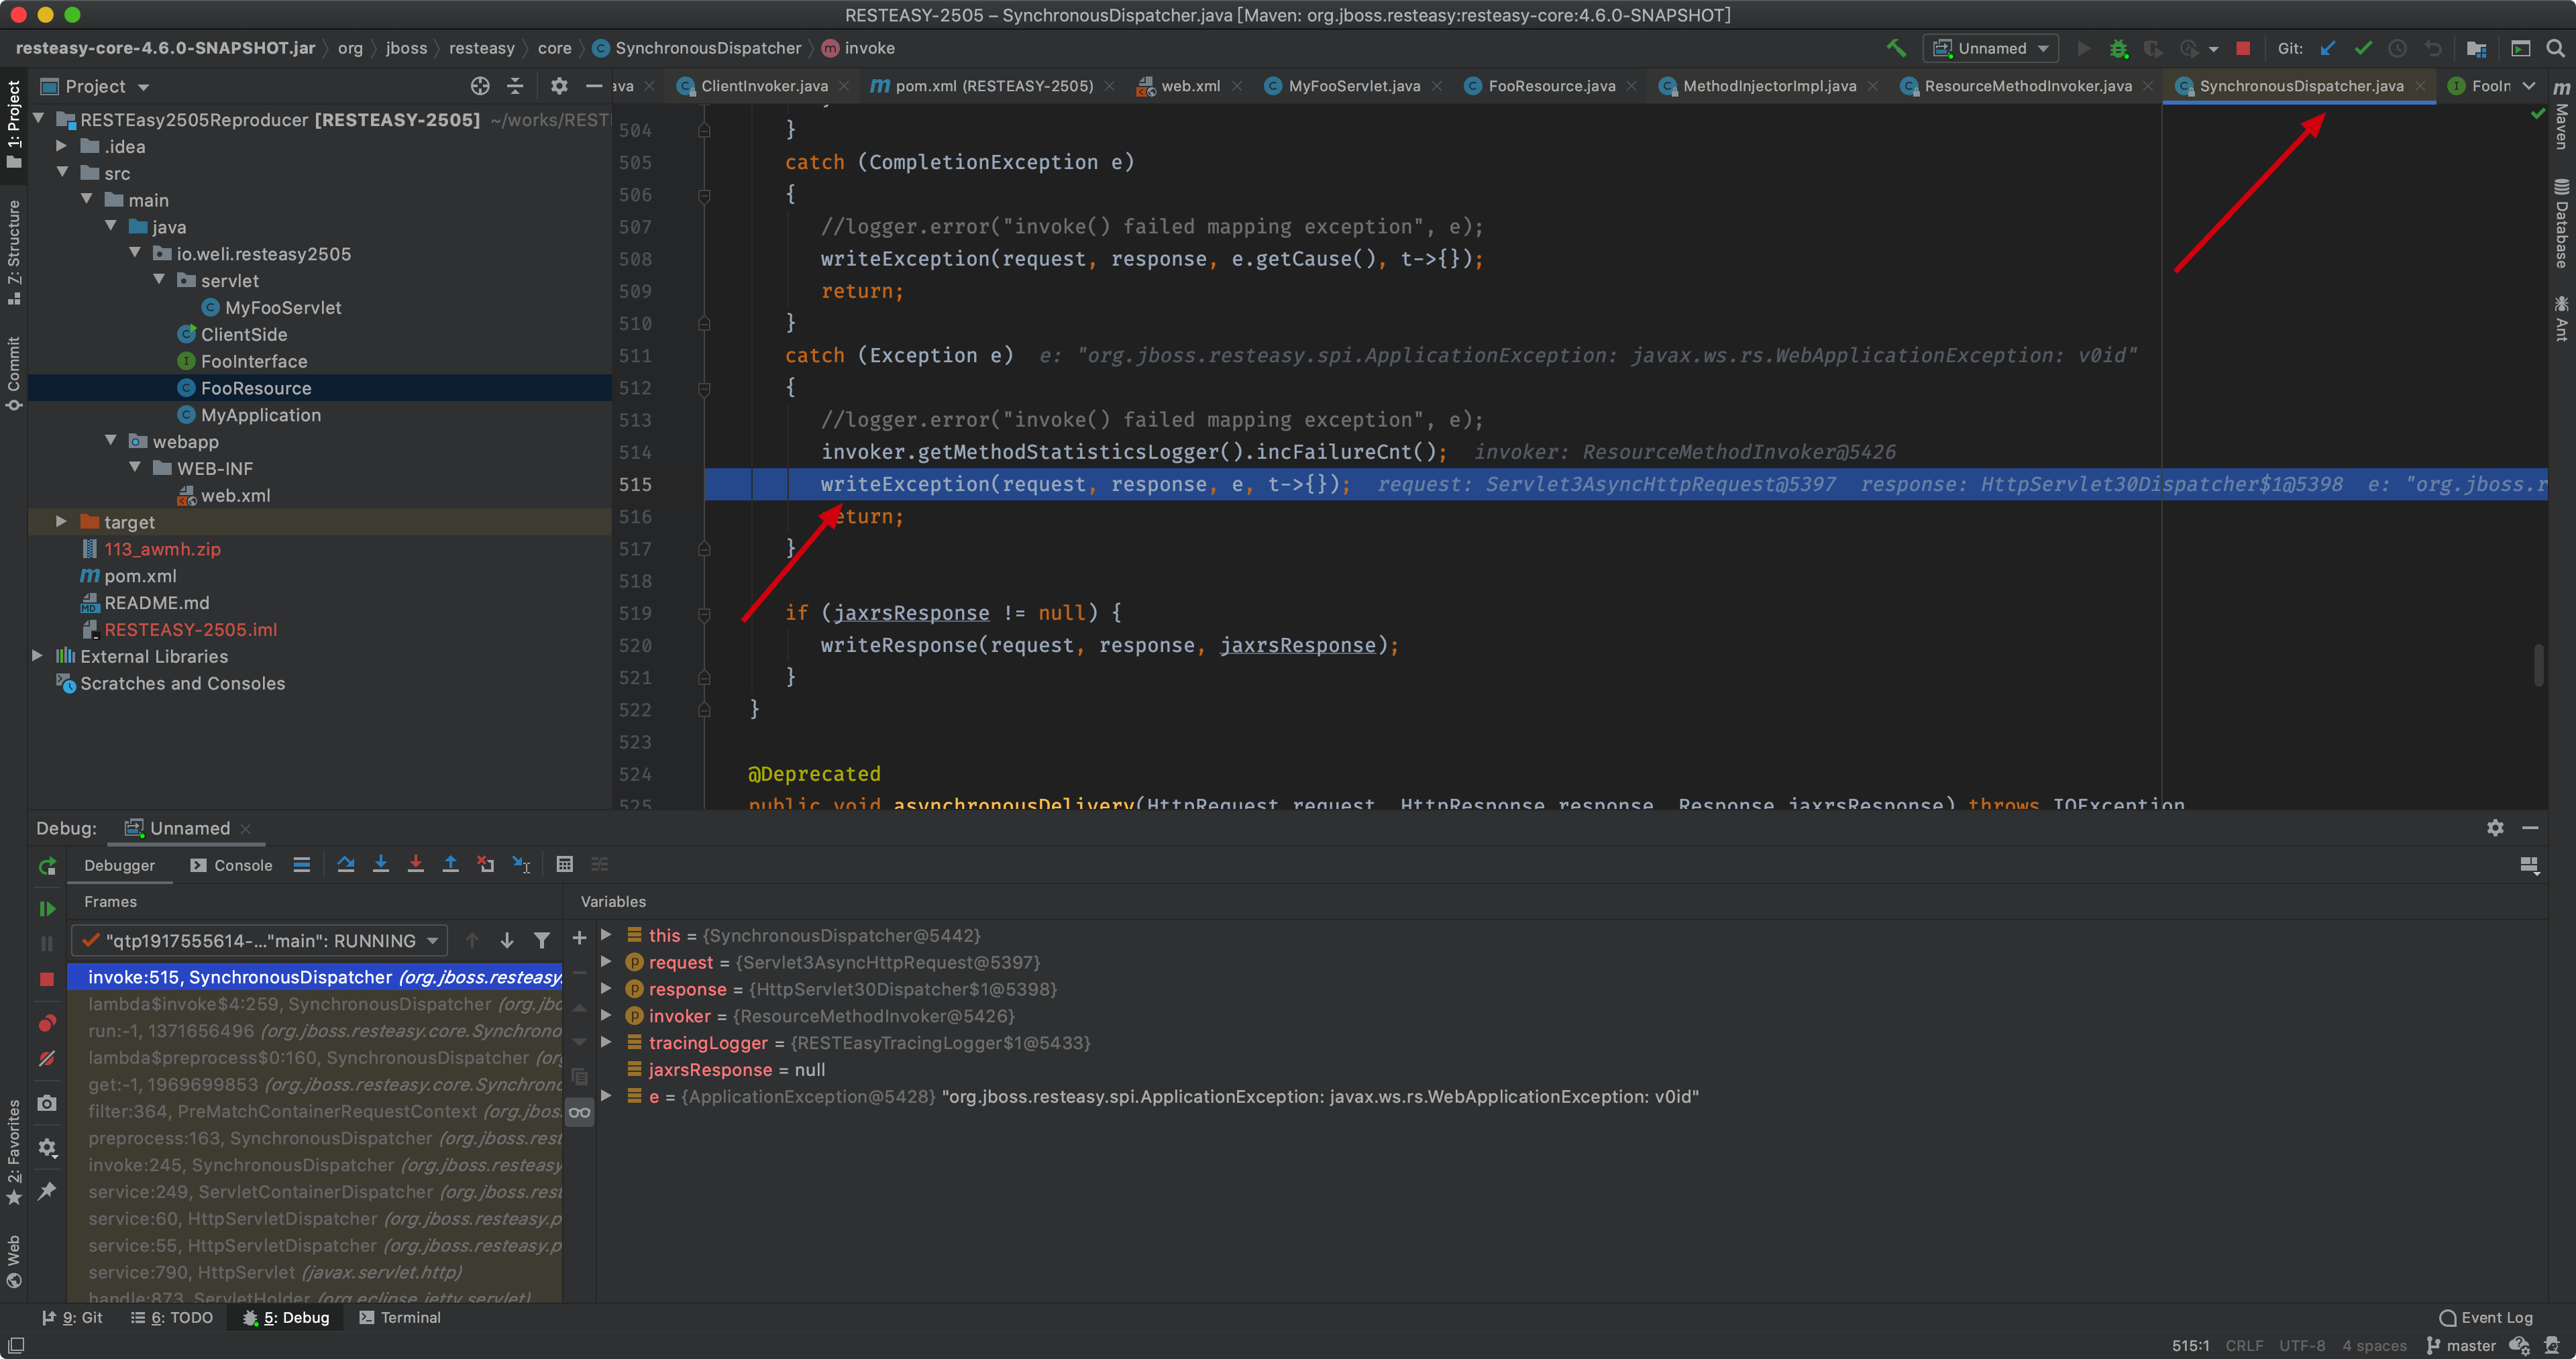 RESTEASY-2505 – SynchronousDispatcher.java [Maven: org.jboss.resteasy:resteasy-core:4.6.0-SNAPSHOT]
resteasy-core-4.6.0-SNAPSHOT.jar org jboss resteasy core SynchronousDispatcher invoke
Unnamed Git:
Project
ava ClientInvoker.java pom.xml (RESTEASY-2505) web.xml MyFooServlet.java FooResource.java MethodInjectorImpl.java ResourceMethodInvoker.java SynchronousDispatcher.java FooIn
1: Project
Z: Structure
Commit
2: Favorites
Web
Maven
Database
Ant
RESTEasy2505Reproducer [RESTEASY-2505] ~/works/REST
.idea
src
main
java
io.weli.resteasy2505
servlet
MyFooServlet
ClientSide
FooInterface
FooResource
MyApplication
webapp
WEB-INF
web.xml
target
113_awmh.zip
pom.xml
README.md
RESTEASY-2505.iml
External Libraries
Scratches and Consoles
504 }
505 catch (CompletionException e)
506 {
507 //logger.error("invoke() failed mapping exception", e);
508 writeException(request, response, e.getCause(), t->{});
509 return;
510 }
511 catch (Exception e) e: "org.jboss.resteasy.spi.ApplicationException: javax.ws.rs.WebApplicationException: v0id"
512 {
513 //logger.error("invoke() failed mapping exception", e);
514 invoker.getMethodStatisticsLogger().incFailureCnt(); invoker: ResourceMethodInvoker@5426
515 writeException(request, response, e, t->{}); request: Servlet3AsyncHttpRequest@5397 response: HttpServlet30Dispatcher$1@5398 e: "org.jboss.r
516 eturn;
517 }
518
519 if (jaxrsResponse != null) {
520 writeResponse(request, response, jaxrsResponse);
521 }
522 }
523
524 @Deprecated
525 public void asynchronousDelivery(HttpRequest request, HttpResponse response, Response jaxrsResponse) throws IOException
Debug: Unnamed
Debugger Console
Frames
Variables
"qtp1917555614-..."main": RUNNING
invoke:515, SynchronousDispatcher (org.jboss.resteasy.
lambda$invoke$4:259, SynchronousDispatcher (org.jbo
run:-1, 1371656496 (org.jboss.resteasy.core.Synchrono
lambda$preprocess$0:160, SynchronousDispatcher (or
get:-1, 1969699853 (org.jboss.resteasy.core.Synchrono
filter:364, PreMatchContainerRequestContext (org.jbos
preprocess:163, SynchronousDispatcher (org.jboss.rest
invoke:245, SynchronousDispatcher (org.jboss.resteasy
service:249, ServletContainerDispatcher (org.jboss.rest
service:60, HttpServletDispatcher (org.jboss.resteasy.p
service:55, HttpServletDispatcher (org.jboss.resteasy.p
service:790, HttpServlet (javax.servlet.http)
handle:873, ServletHolder (org.eclipse.jetty.servlet)
this = {SynchronousDispatcher@5442}
request = {Servlet3AsyncHttpRequest@5397}
response = {HttpServlet30Dispatcher$1@5398}
invoker = {ResourceMethodInvoker@5426}
tracingLogger = {RESTEasyTracingLogger$1@5433}
jaxrsResponse = null
e = {ApplicationException@5428} "org.jboss.resteasy.spi.ApplicationException: javax.ws.rs.WebApplicationException: v0id"
9: Git 6: TODO 5: Debug Terminal Event Log
515:1 CRLF UTF-8 4 spaces master